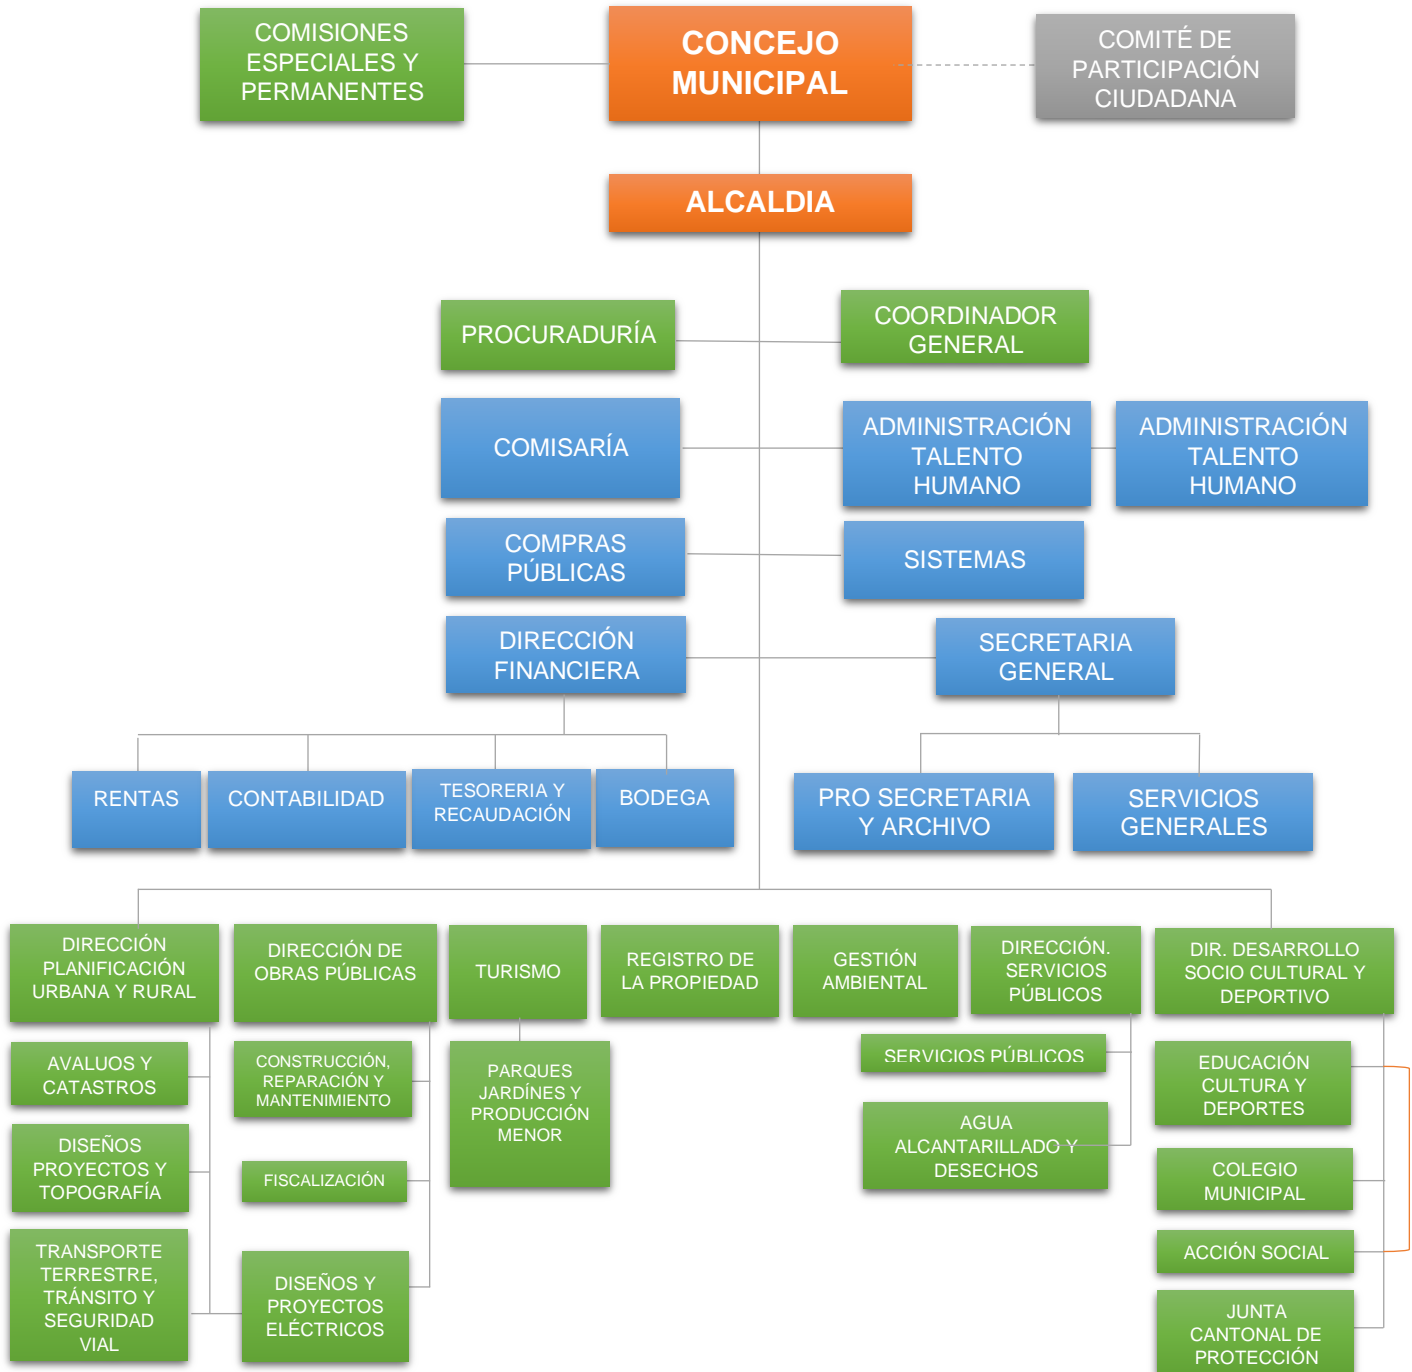 COMISIONES
ESPECIALES Y
PERMANENTES
CONCEJO
MUNICIPAL
COMITÉ DE
PARTICIPACIÓN
CIUDADANA
ALCALDIA
PROCURADURÍA
COORDINADOR
GENERAL
COMISARÍA
ADMINISTRACIÓN
TALENTO
HUMANO
ADMINISTRACIÓN
TALENTO
HUMANO
COMPRAS
PÚBLICAS
SISTEMAS
DIRECCIÓN
FINANCIERA
SECRETARIA
GENERAL
RENTAS
CONTABILIDAD
TESORERIA Y
RECAUDACIÓN
BODEGA
PRO SECRETARIA
Y ARCHIVO
SERVICIOS
GENERALES
DIRECCIÓN
PLANIFICACIÓN
URBANA Y RURAL
DIRECCIÓN DE
OBRAS PÚBLICAS
TURISMO
REGISTRO DE
LA PROPIEDAD
GESTIÓN
AMBIENTAL
DIRECCIÓN.
SERVICIOS
PÚBLICOS
DIR. DESARROLLO
SOCIO CULTURAL Y
DEPORTIVO
AVALUOS Y
CATASTROS
CONSTRUCCIÓN,
REPARACIÓN Y
MANTENIMIENTO
PARQUES
JARDÍNES Y
PRODUCCIÓN
MENOR
SERVICIOS PÚBLICOS
EDUCACIÓN
CULTURA Y
DEPORTES
DISEÑOS
PROYECTOS Y
TOPOGRAFÍA
FISCALIZACIÓN
AGUA
ALCANTARILLADO Y
DESECHOS
COLEGIO
MUNICIPAL
TRANSPORTE
TERRESTRE,
TRÁNSITO Y
SEGURIDAD
VIAL
DISEÑOS Y
PROYECTOS
ELÉCTRICOS
ACCIÓN SOCIAL
JUNTA
CANTONAL DE
PROTECCIÓN